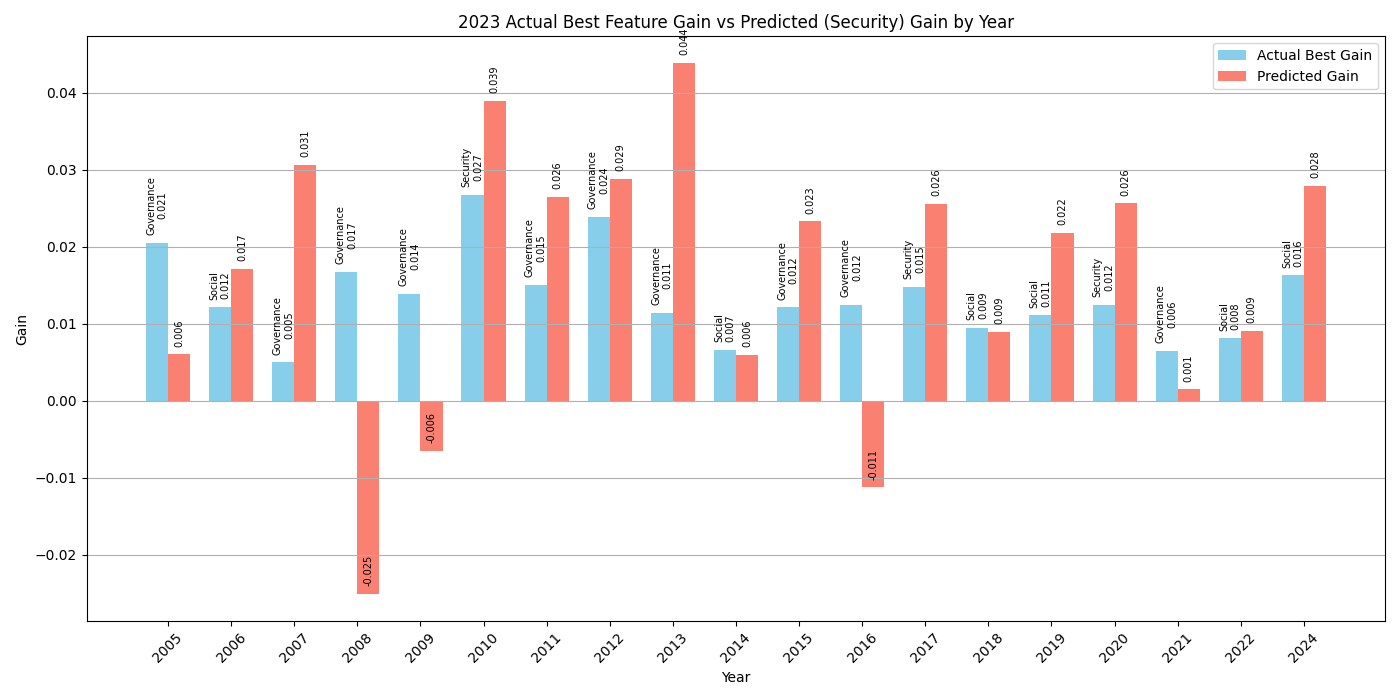 2023 Actual Best Feature Gain vs Predicted (Security) Gain by Year
Actual Best Gain
Predicted Gain
Gain
0.04
0.03
0.02
0.01
0.00
−0.01
−0.02
Governance
0.021
0.006
Social
0.012
0.017
Governance
0.005
0.031
Governance
0.017
-0.025
Governance
0.014
-0.006
Security
0.027
0.039
Governance
0.015
0.026
Governance
0.024
0.029
Governance
0.011
0.044
Social
0.007
0.006
Governance
0.012
0.023
Governance
0.012
-0.011
Security
0.015
0.026
Social
0.009
0.009
Social
0.011
0.022
Security
0.012
0.026
Governance
0.006
0.001
Social
0.008
0.009
Social
0.016
0.028
2005
2006
2007
2008
2009
2010
2011
2012
2013
2014
2015
2016
2017
2018
2019
2020
2021
2022
2024
Year